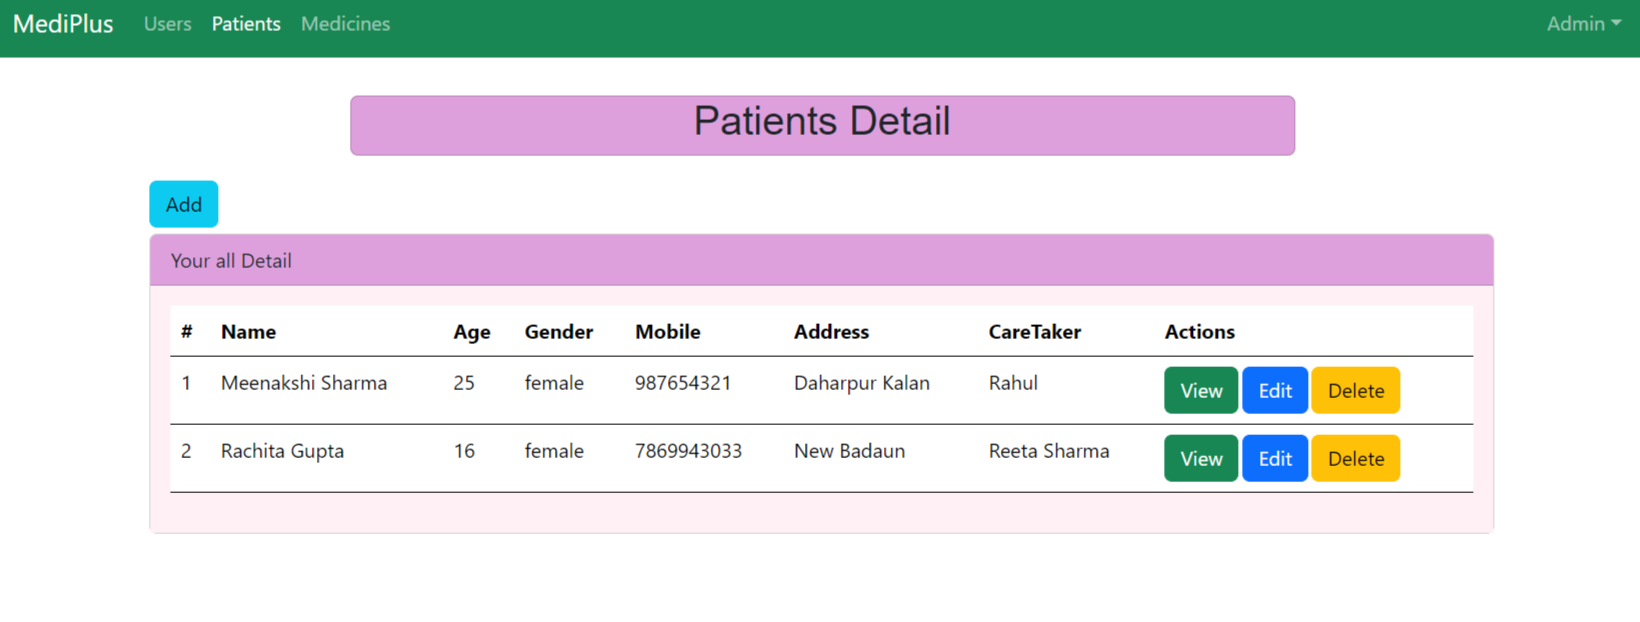 MediPlus Users Patients Medicines Admin
Patients Detail
Add
Your all Detail
# Name Age Gender Mobile Address CareTaker Actions
1 Meenakshi Sharma 25 female 987654321 Daharpur Kalan Rahul View Edit Delete
2 Rachita Gupta 16 female 7869943033 New Badaun Reeta Sharma View Edit Delete